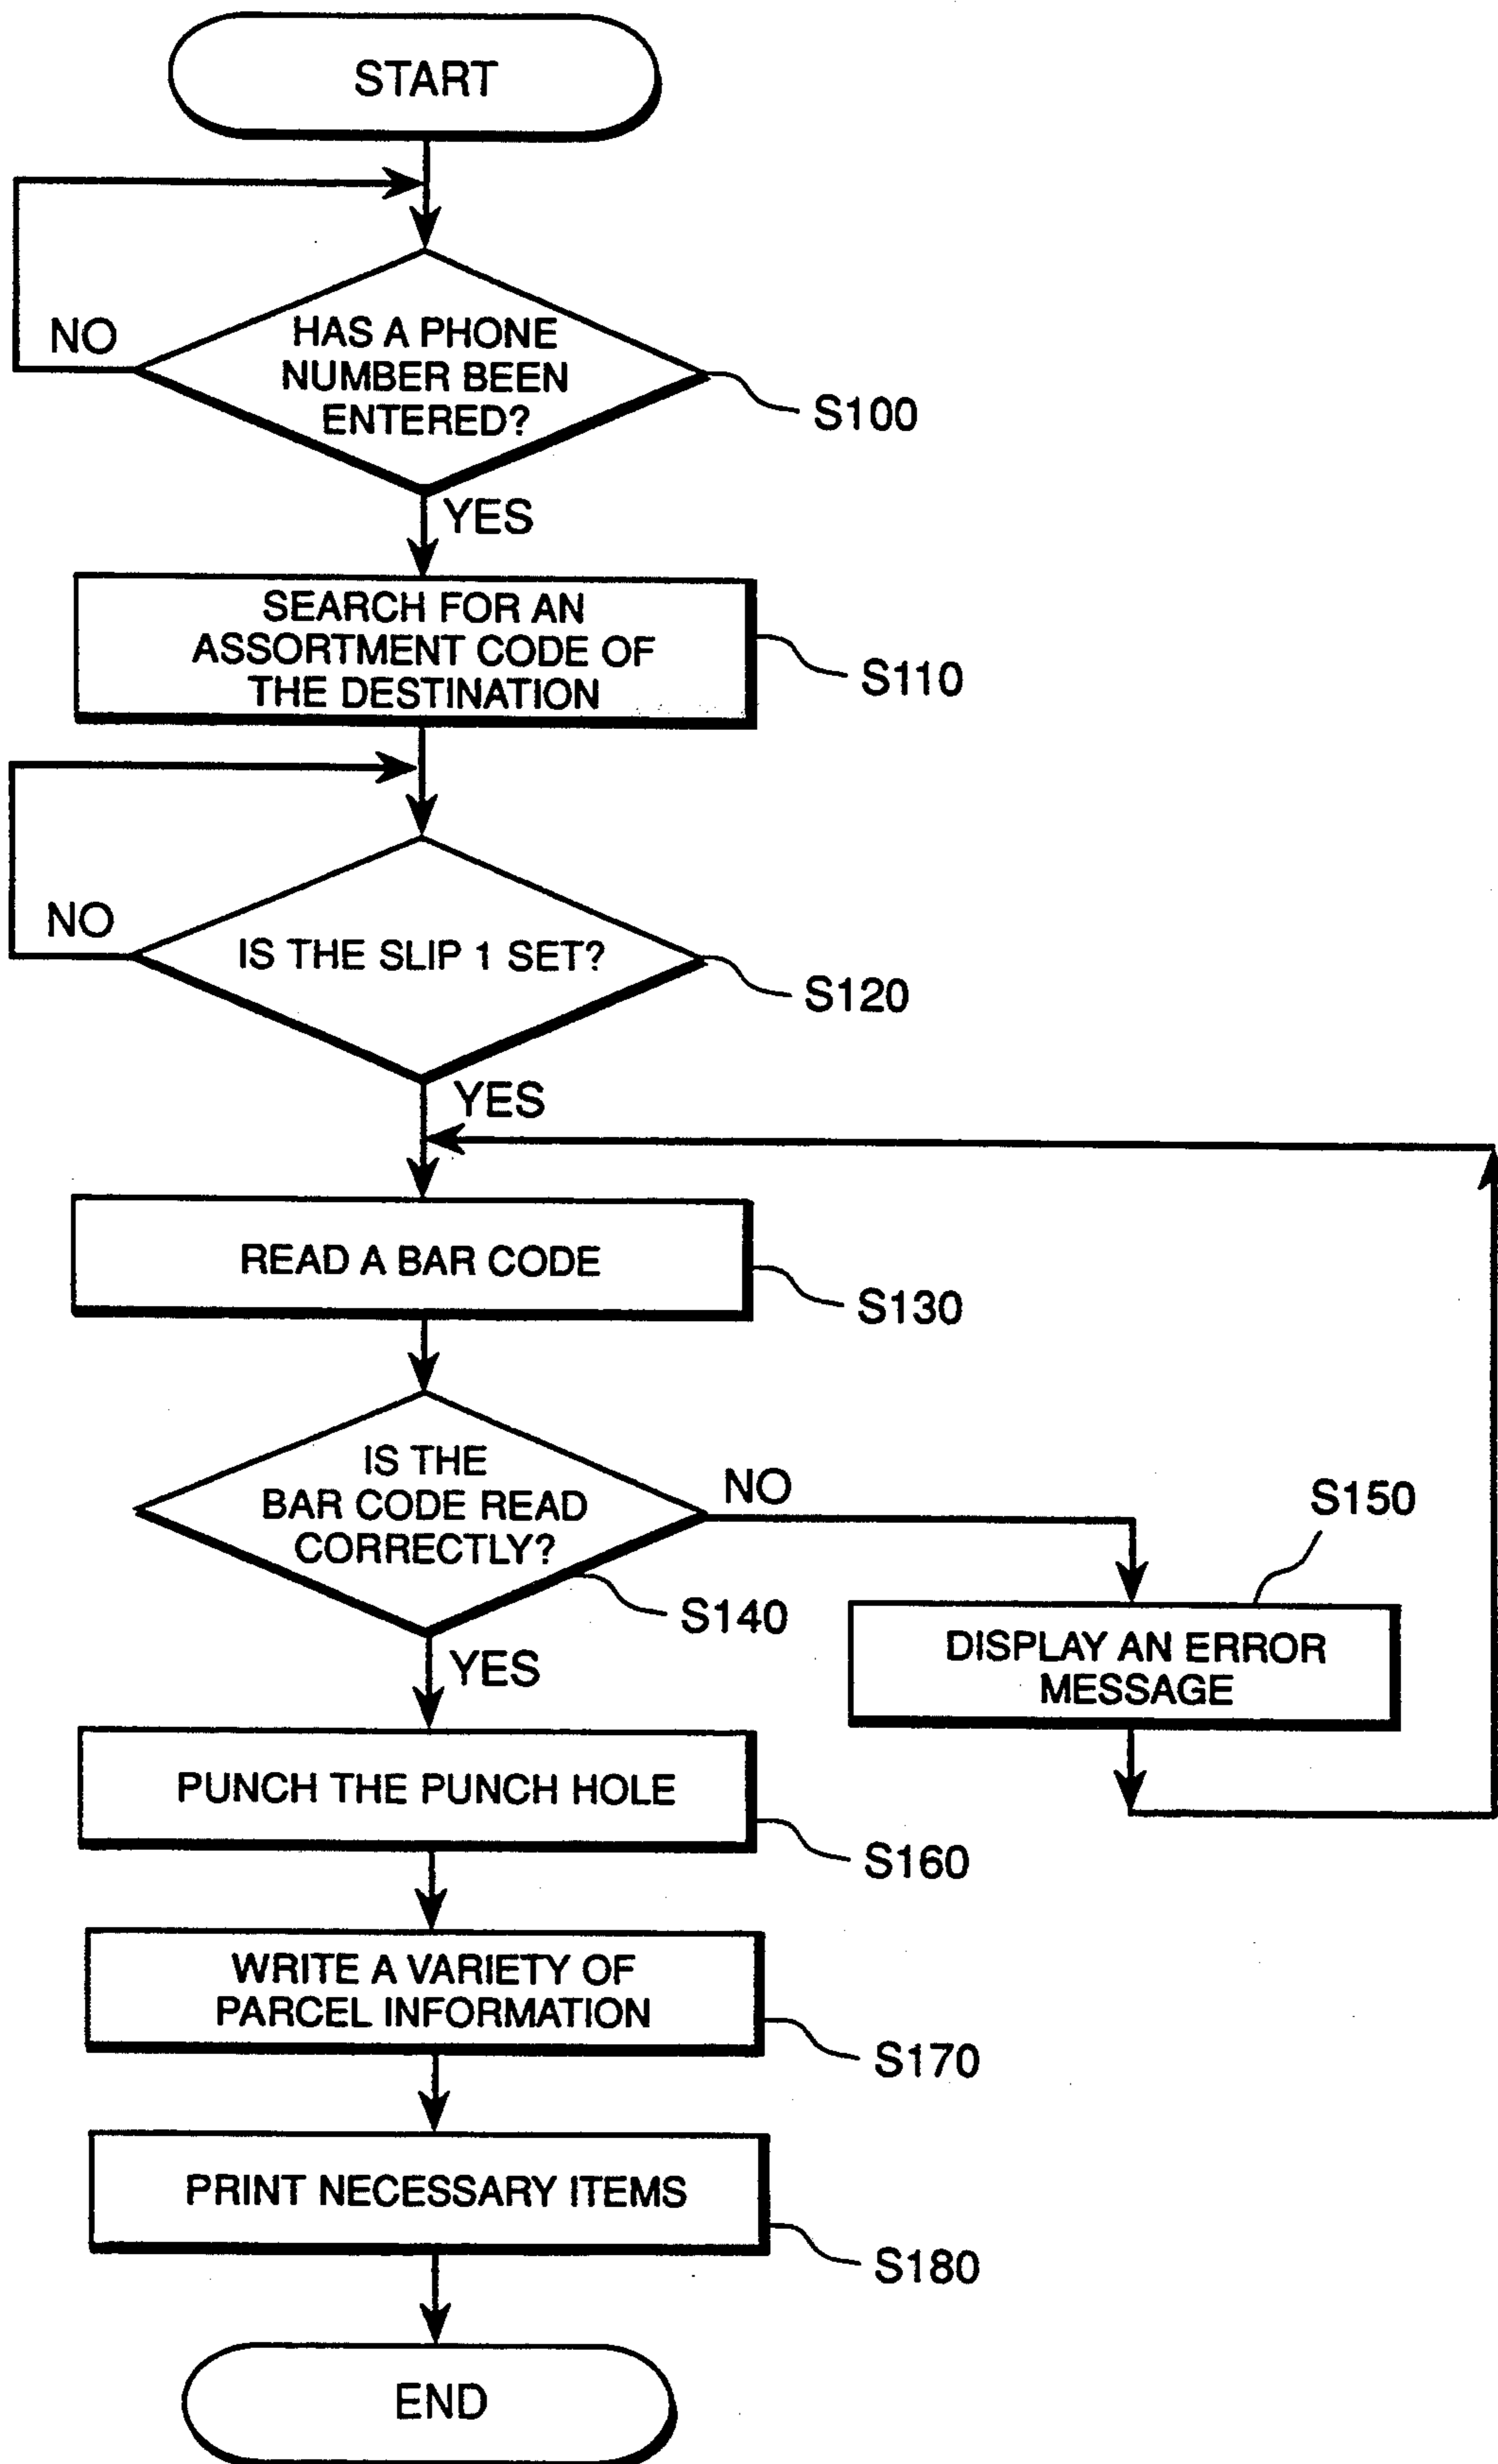 START
NO
HAS A PHONE
NUMBER BEEN
ENTERED?
S100
YES
SEARCH FOR AN
ASSORTMENT CODE OF
THE DESTINATION
S110
NO
IS THE SLIP 1 SET?
S120
YES
READ A BAR CODE
S130
IS THE
BAR CODE READ
CORRECTLY?
NO
S140
S150
DISPLAY AN ERROR
MESSAGE
YES
PUNCH THE PUNCH HOLE
S160
WRITE A VARIETY OF
PARCEL INFORMATION
S170
PRINT NECESSARY ITEMS
S180
END